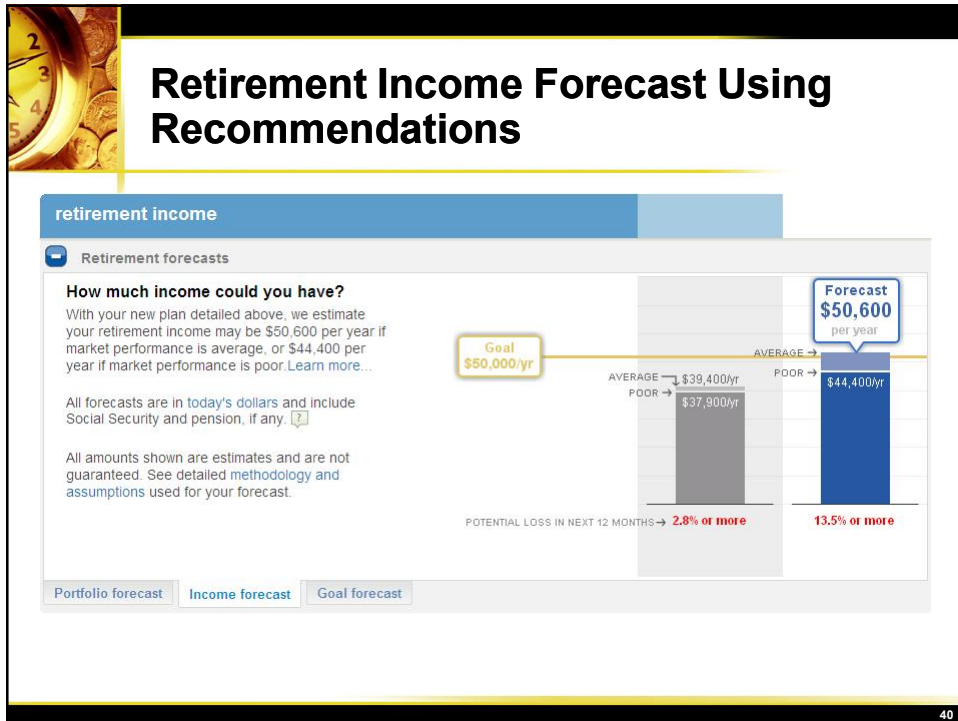 2
3
4
5
Retirement Income Forecast Using
Recommendations
retirement income
Retirement forecasts
How much income could you have?
With your new plan detailed above, we estimate
your retirement income may be $50,600 per year if
market performance is average, or $44,400 per
year if market performance is poor.Learn more...
All forecasts are in today's dollars and include
Social Security and pension, if any. ?
All amounts shown are estimates and are not
guaranteed. See detailed methodology and
assumptions used for your forecast.
Goal
$50,000/yr
AVERAGE
$39,400/yr
POOR
$37,900/yr
Forecast
$50,600
per year
AVERAGE
POOR
$44,400/yr
POTENTIAL LOSS IN NEXT 12 MONTHS
2.8% or more
13.5% or more
Portfolio forecast
Income forecast
Goal forecast
40